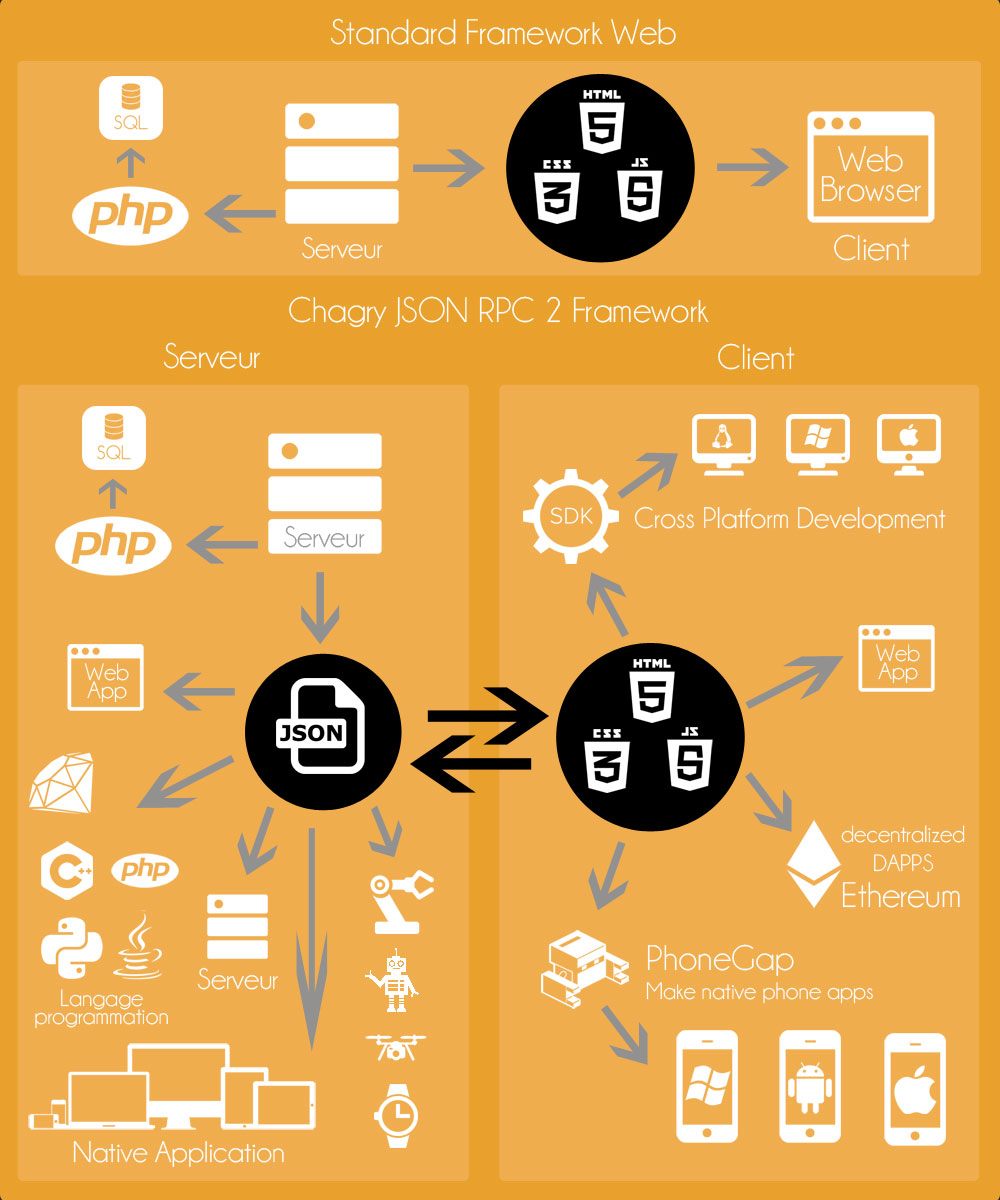 Standard Framework Web
SQL
php
Serveur
HTML
5
CSS
3
JS
5
Web
Browser
Client
Chagry JSON RPC 2 Framework
Serveur
Client
SQL
php
Serveur
SDK
Cross Platform Development
Web
App
JSON
HTML
5
CSS
3
JS
5
Web
App
C++
php
Langage
programmation
Serveur
decentralized
DAPPS
Ethereum
PhoneGap
Make native phone apps
Native Application